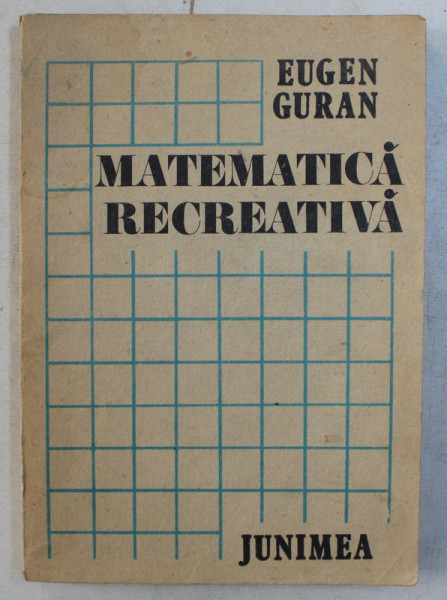 EUGEN
GURAN
MATEMATICĂ
RECREATIVĂ
JUNIMEA